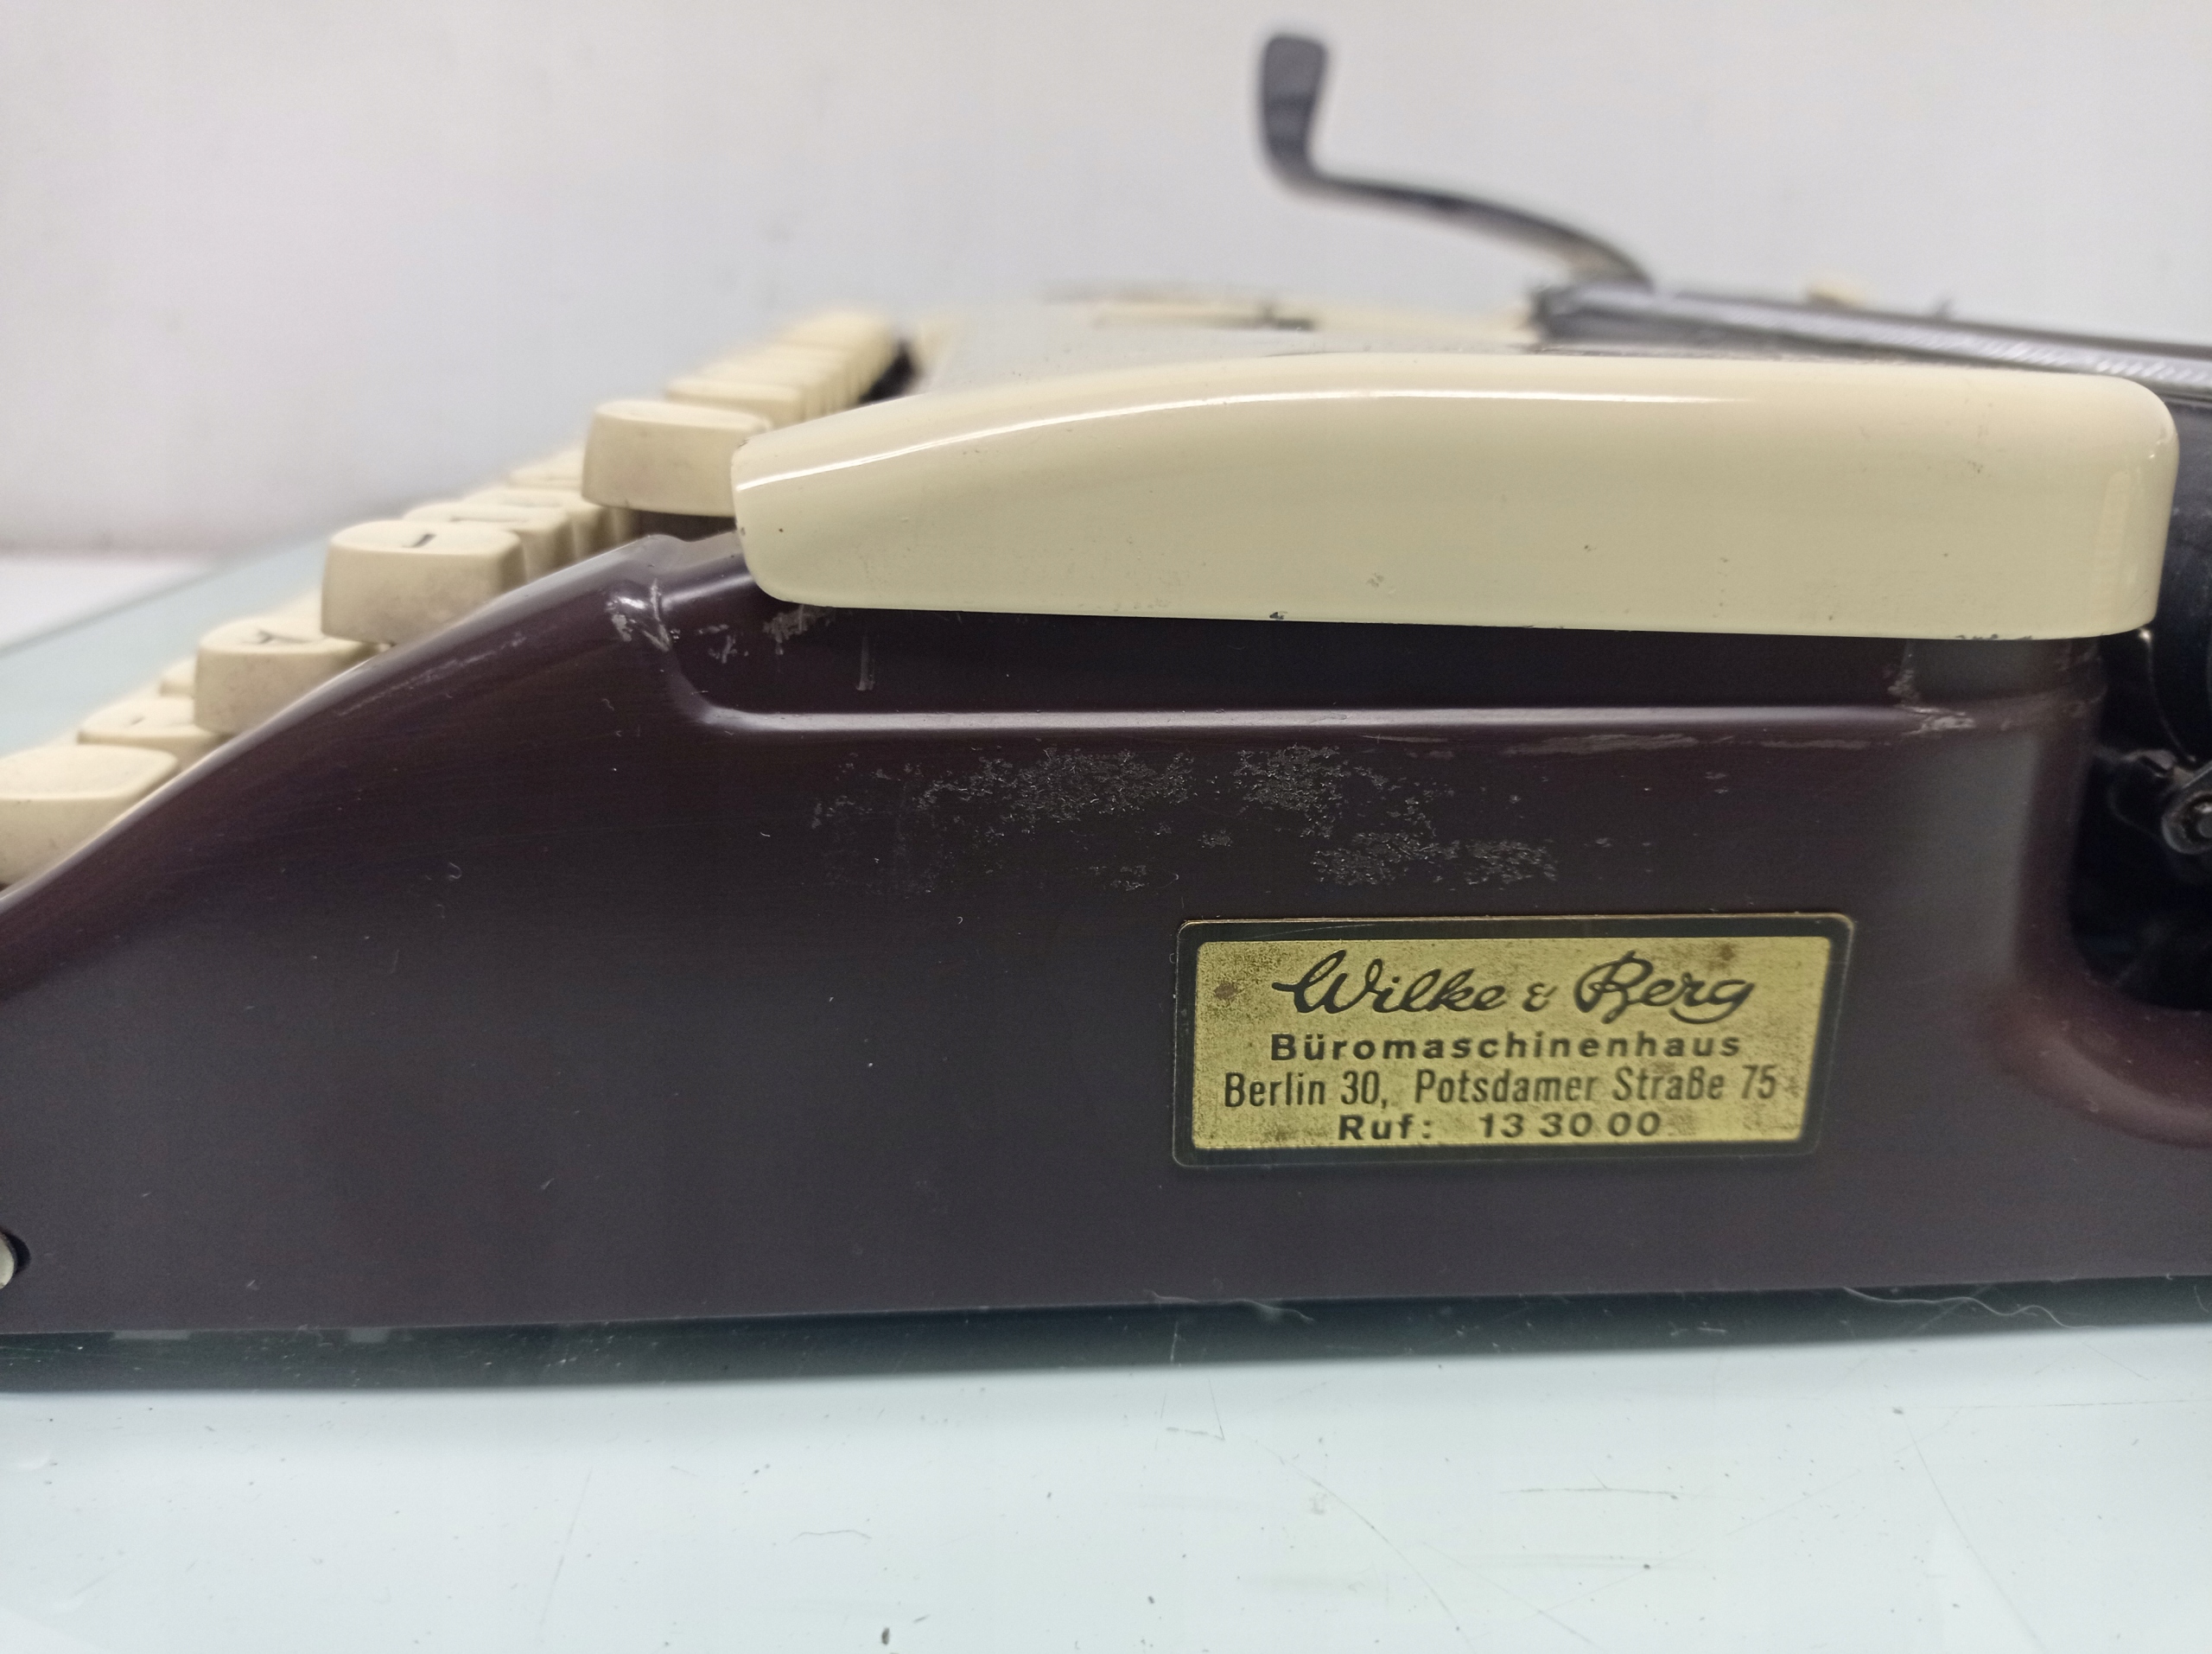 Wilke & Berg
Büromaschinenhaus
Berlin 30, Potsdamer Straße 75
Ruf: 13 30 00